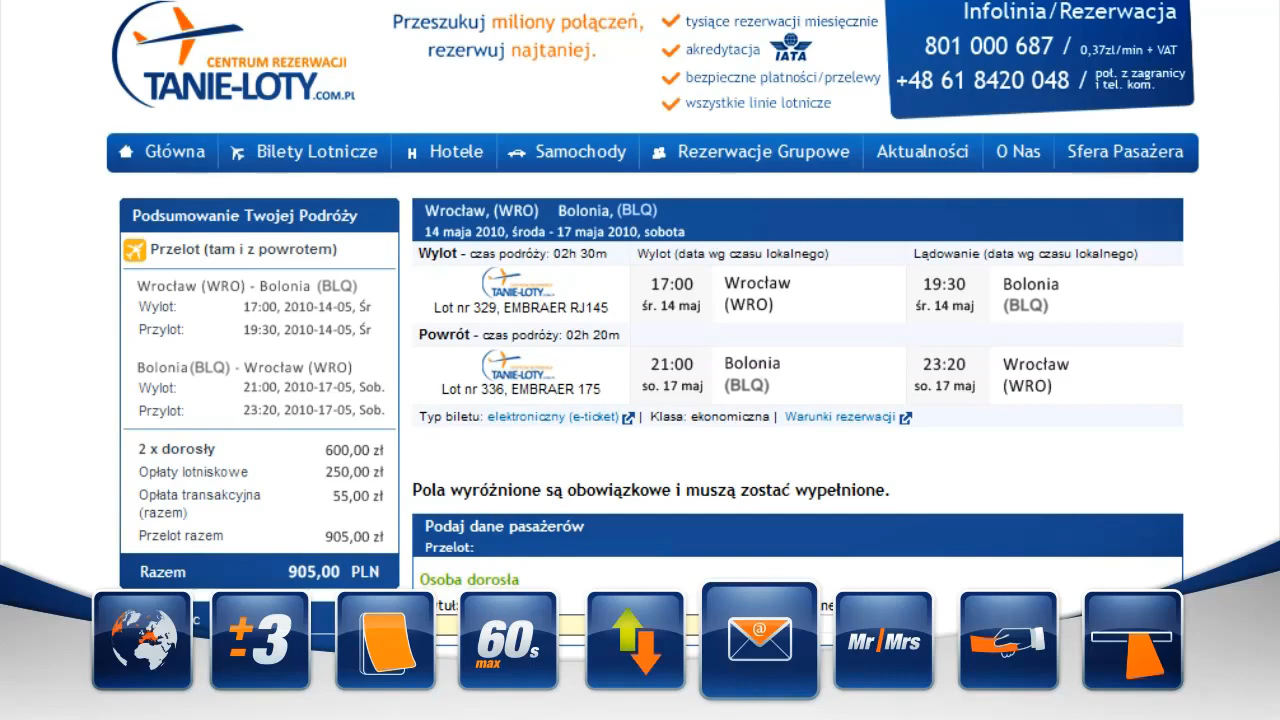 CENTRUM REZERWACJI
TANIE-LOTY.COM.PL
Przeszukuj miliony połączeń,
rezerwuj najtaniej.
tysiące rezerwacji miesięcznie
akredytacja IATA
bezpieczne płatności/przelewy
wszystkie linie lotnicze
Infolinia/Rezerwacja
801 000 687 / 0,37zl/min + VAT
+48 61 8420 048 / poł. z zagranicy
i tel. kom.
Główna Bilety Lotnicze H Hotele Samochody Rezerwacje Grupowe Aktualności O Nas Sfera Pasażera
Podsumowanie Twojej Podróży
Przelot (tam i z powrotem)
Wrocław (WRO) - Bolonia (BLQ)
Wylot: 17:00, 2010-14-05, Śr
Przylot: 19:30, 2010-14-05, Śr
Bolonia(BLQ) - Wrocław (WRO)
Wylot: 21:00, 2010-17-05, Sob.
Przylot: 23:20, 2010-17-05, Sob.
2 x dorosły 600,00 zł
Opłaty lotniskowe 250,00 zł
Opłata transakcyjna 55,00 zł
(razem)
Przelot razem 905,00 zł
Razem 905,00 PLN
Wrocław, (WRO) Bolonia, (BLQ)
14 maja 2010, środa - 17 maja 2010, sobota
Wylot - czas podróży: 02h 30m Wylot (data wg czasu lokalnego) Lądowanie (data wg czasu lokalnego)
TANIE-LOTY
17:00 Wrocław 19:30 Bolonia
Lot nr 329, EMBRAER RJ145 śr. 14 maj (WRO) śr. 14 maj (BLQ)
Powrót - czas podróży: 02h 20m
TANIE-LOTY
21:00 Bolonia 23:20 Wrocław
Lot nr 336, EMBRAER 175 so. 17 maj (BLQ) so. 17 maj (WRO)
Typ biletu: elektroniczny (e-ticket) | Klasa: ekonomiczna | Warunki rezerwacji
Pola wyróżnione są obowiązkowe i muszą zostać wypełnione.
Podaj dane pasażerów
Przelot:
Osoba dorosła
±3
60s
max
@
Mr/Mrs